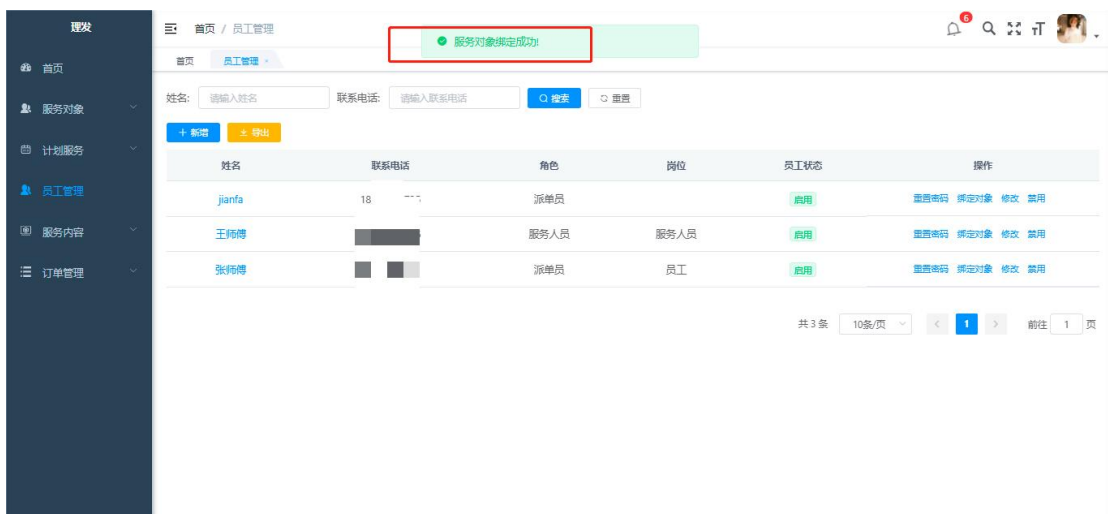 理发
首页 / 员工管理
服务对象绑定成功!
6
首页
服务对象
计划服务
员工管理
服务内容
订单管理
首页 员工管理 ×
姓名: 请输入姓名 联系电话: 请输入联系电话 搜索 重置
+ 新增 导出
姓名 联系电话 角色 岗位 员工状态 操作
jianfa 18 派单员 启用 重置密码 绑定对象 修改 禁用
王师傅 服务人员 服务人员 启用 重置密码 绑定对象 修改 禁用
张师傅 派单员 员工 启用 重置密码 绑定对象 修改 禁用
共 3 条 10条/页 < 1 > 前往 1 页